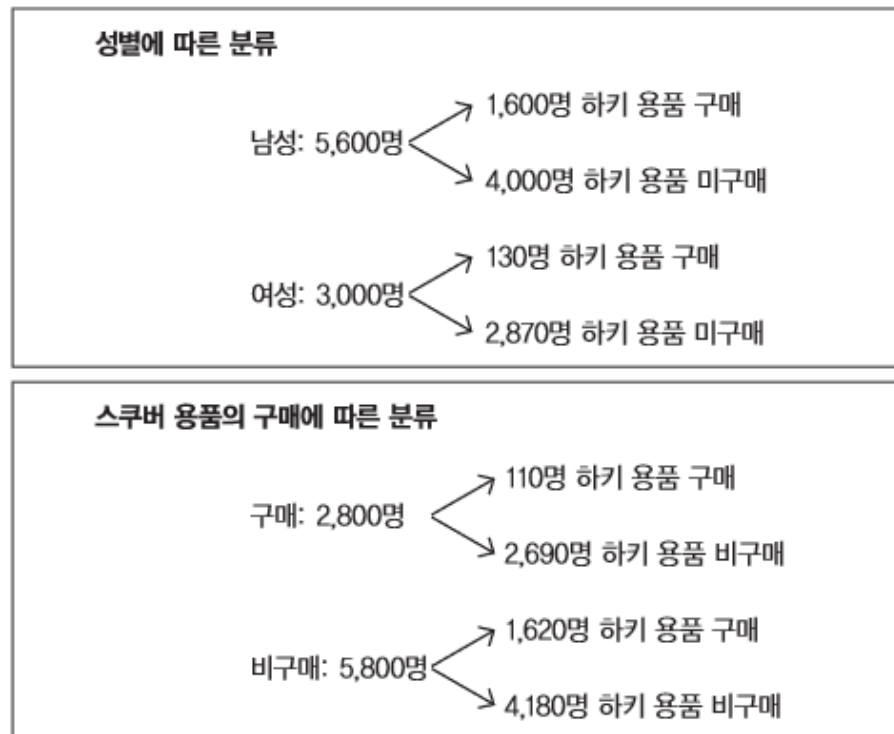 성별에 따른 분류
1,600명 하키 용품 구매
남성: 5,600명
4,000명 하키 용품 미구매
130명 하키 용품 구매
여성: 3,000명
2,870명 하키 용품 미구매
스쿠버 용품의 구매에 따른 분류
110명 하키 용품 구매
구매: 2,800명
2,690명 하키 용품 비구매
1,620명 하키 용품 구매
비구매: 5,800명
4,180명 하키 용품 비구매